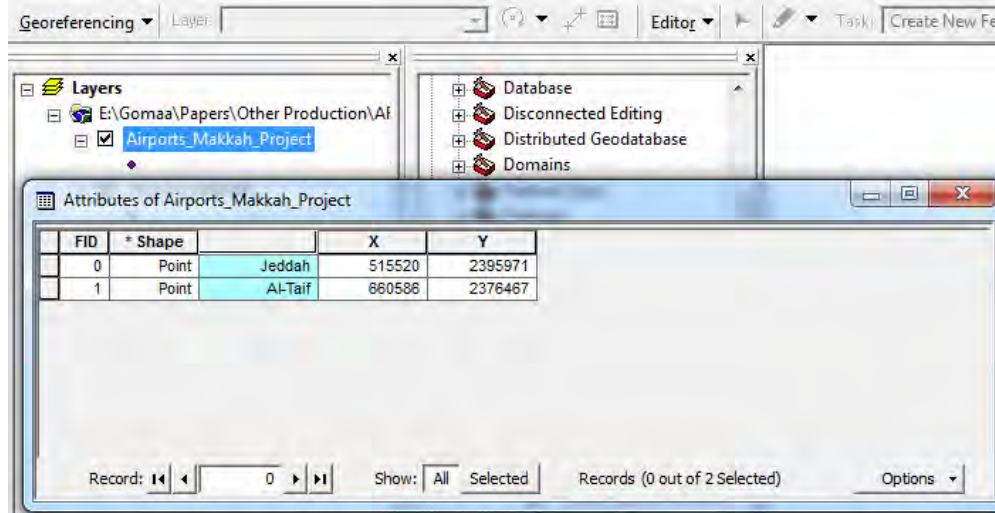 Georeferencing Layer: Editor Task: Create New Fe
Layers
E:\Gomaa\Papers\Other Production\Al
Airports_Makkah_Project
Database
Disconnected Editing
Distributed Geodatabase
Domains
Attributes of Airports_Makkah_Project
FID * Shape X Y
0 Point Jeddah 515520 2395971
1 Point Al-Taif 660586 2376467
Record: 0 Show: All Selected Records (0 out of 2 Selected) Options